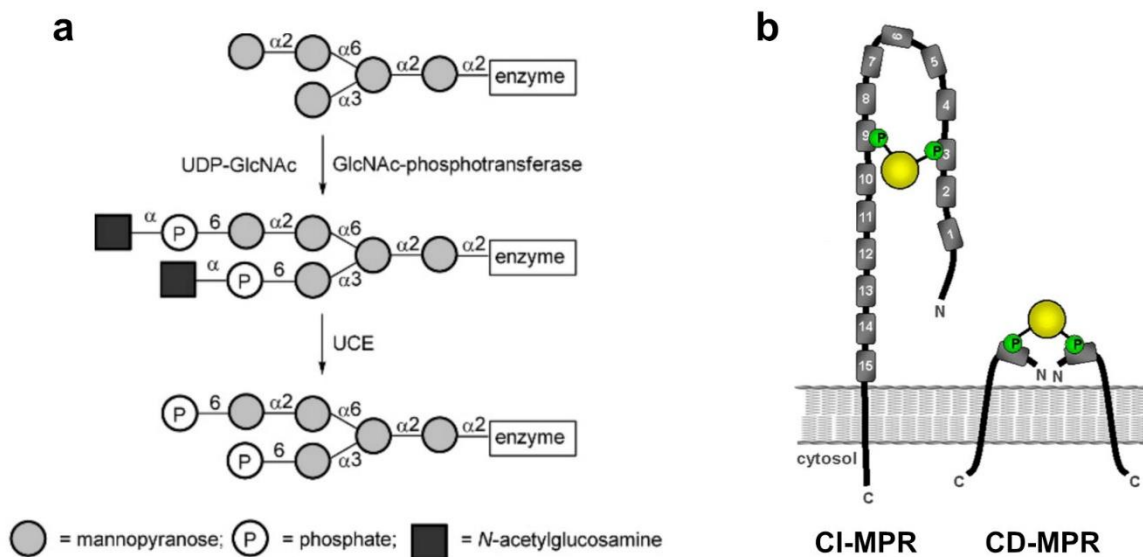 a
α2
α6
α2
α2
enzyme
α3
UDP-GlcNAc
GlcNAc-phosphotransferase
α
P
6
α2
α6
α2
α2
enzyme
α
P
6
α3
UCE
P
6
α2
α6
α2
α2
enzyme
P
6
α3
= mannopyranose; P = phosphate; = N-acetylglucosamine
b
6
7
5
8
4
9
P
P
3
10
2
11
1
12
13
N
14
15
P
P
N N
cytosol
C
C
C
CI-MPR
CD-MPR